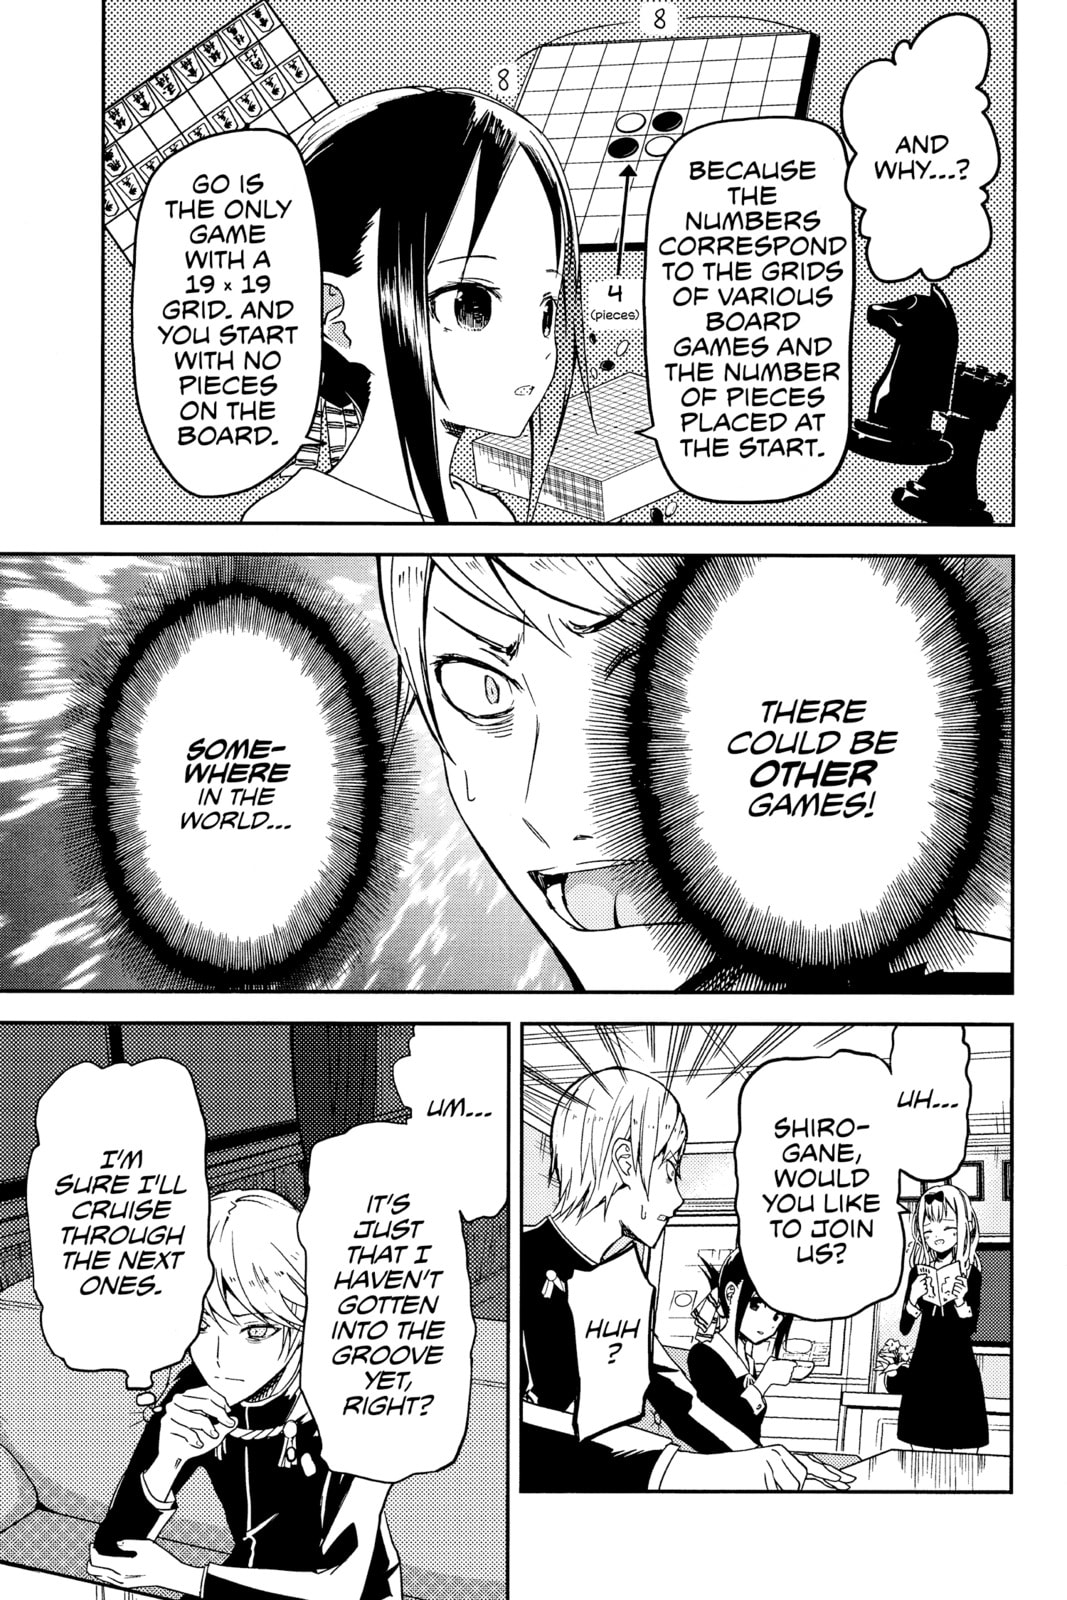 AND
WHY...?
BECAUSE
THE
NUMBERS
CORRESPOND
TO THE GRIDS
OF VARIOUS
BOARD
GAMES AND
THE NUMBER
OF PIECES
PLACED AT
THE START.
8
8
4
(pieces)
GO IS
THE ONLY
GAME
WITH A
19 × 19
GRID. AND
YOU START
WITH NO
PIECES
ON THE
BOARD.
THERE
COULD BE
OTHER
GAMES!
SOME-
WHERE
IN THE
WORLD...
UH...
SHIRO-
GANE,
WOULD
YOU LIKE
TO JOIN
US?
HUH
?
UM...
IT'S
JUST
THAT I
HAVEN'T
GOTTEN
INTO THE
GROOVE
YET,
RIGHT?
I'M
SURE I'LL
CRUISE
THROUGH
THE NEXT
ONES.